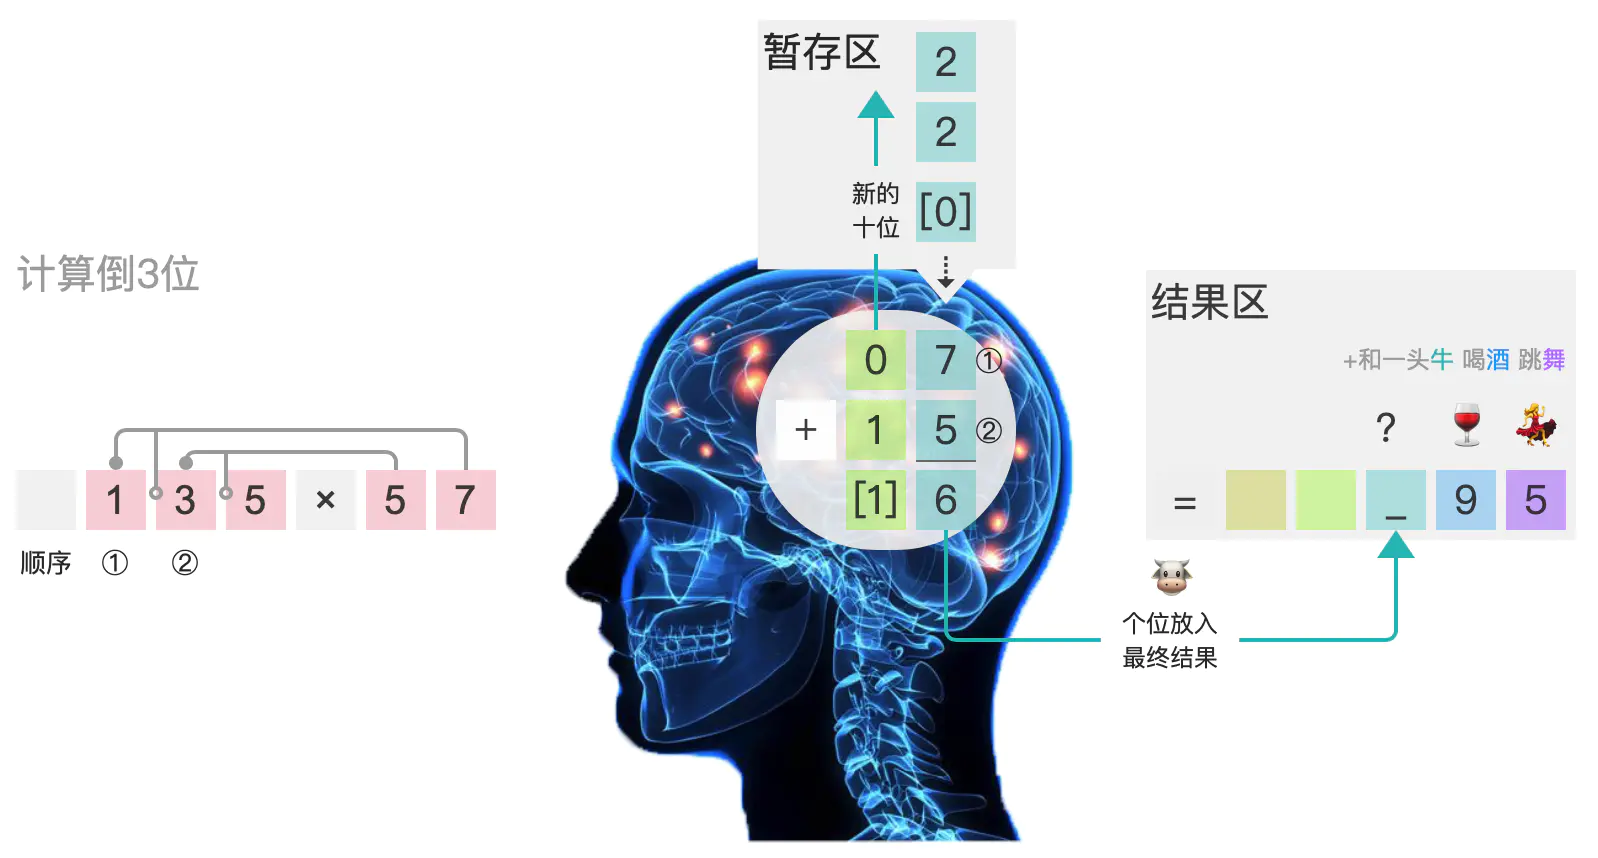 暂存区
2
2
新的
十位
[0]
计算倒3位
0 7 ①
+ 1 5 ②
[1] 6
1 3 5 × 5 7
顺序 ① ②
结果区
+和一头牛 喝酒 跳舞
?
= _ 9 5
个位放入
最终结果